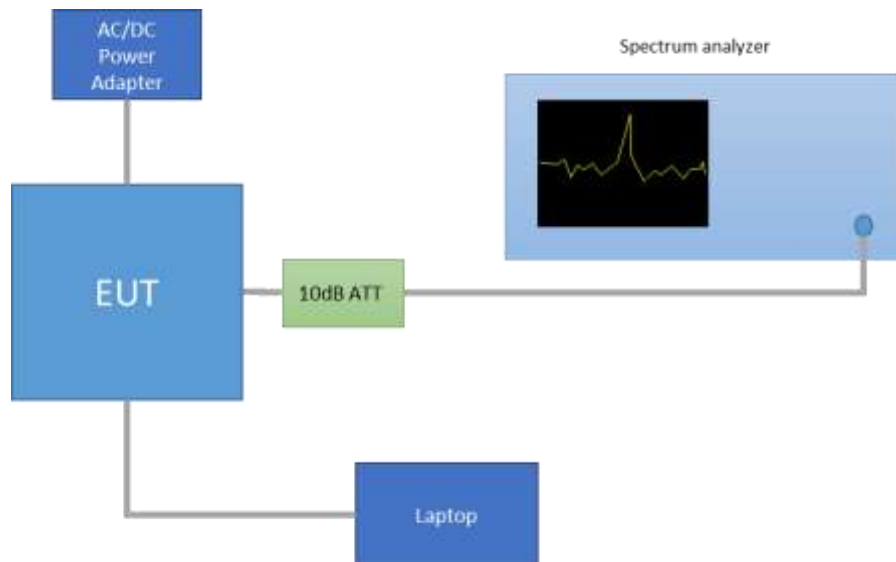 AC/DC
Power
Adapter
Spectrum analyzer
EUT
10dB ATT
Laptop